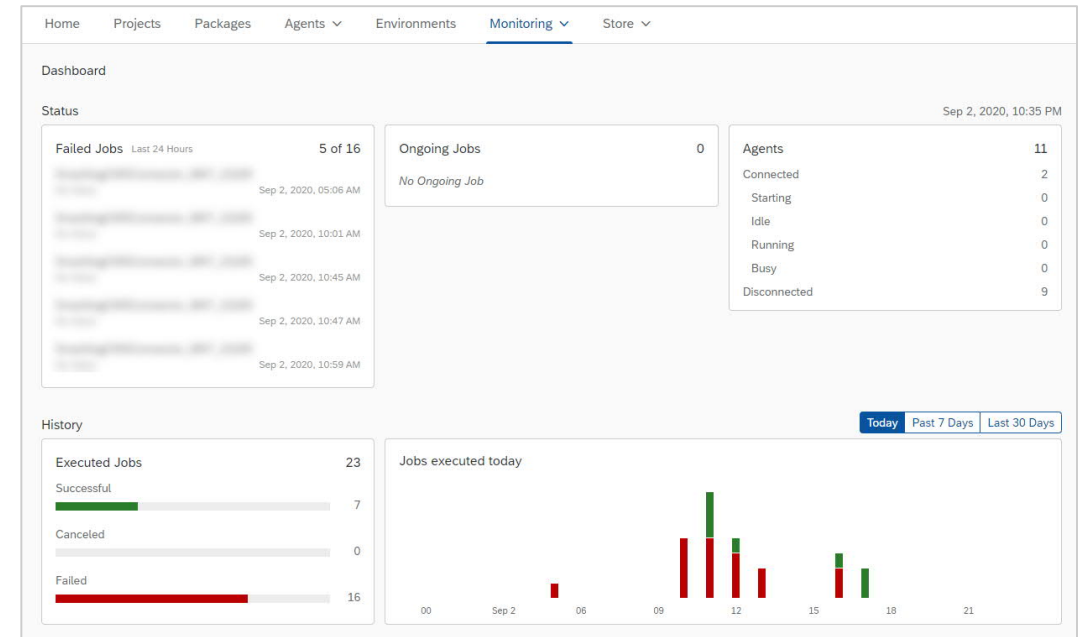 Home Projects Packages Agents Environments Monitoring Store
Dashboard
Status Sep 2, 2020, 10:35 PM
Failed Jobs Last 24 Hours 5 of 16
Sep 2, 2020, 05:06 AM
Sep 2, 2020, 10:01 AM
Sep 2, 2020, 10:45 AM
Sep 2, 2020, 10:47 AM
Sep 2, 2020, 10:59 AM
Ongoing Jobs 0
No Ongoing Job
Agents 11
Connected 2
Starting 0
Idle 0
Running 0
Busy 0
Disconnected 9
History Today Past 7 Days Last 30 Days
Executed Jobs 23
Successful
7
Canceled
0
Failed
16
Jobs executed today
00 Sep 2 06 09 12 15 18 21